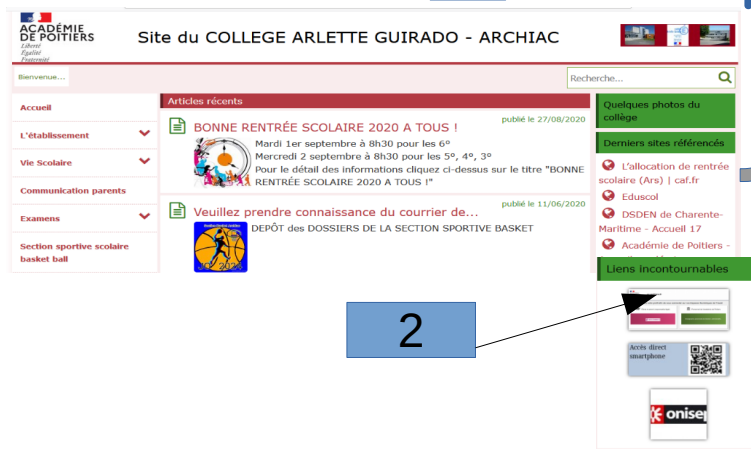 ACADÉMIE
DE POITIERS
Liberté
Égalité
Fraternité
Site du COLLEGE ARLETTE GUIRADO - ARCHIAC
Bienvenue...
Recherche...
Accueil
L'établissement
Vie Scolaire
Communication parents
Examens
Section sportive scolaire
basket ball
Articles récents
publié le 27/08/2020
BONNE RENTRÉE SCOLAIRE 2020 A TOUS !
Mardi 1er septembre à 8h30 pour les 6°
Mercredi 2 septembre à 8h30 pour les 5°, 4°, 3°
Pour le détail des informations cliquez ci-dessus sur le titre "BONNE
RENTRÉE SCOLAIRE 2020 A TOUS !"
publié le 11/06/2020
Veuillez prendre connaissance du courrier de...
DEPÔT des DOSSIERS DE LA SECTION SPORTIVE BASKET
Quelques photos du
collège
Derniers sites référencés
L'allocation de rentrée
scolaire (Ars) | caf.fr
Eduscol
DSDEN de Charente-
Maritime - Accueil 17
Académie de Poitiers -
Liens incontournables
Accès direct
smartphone
onisep
2